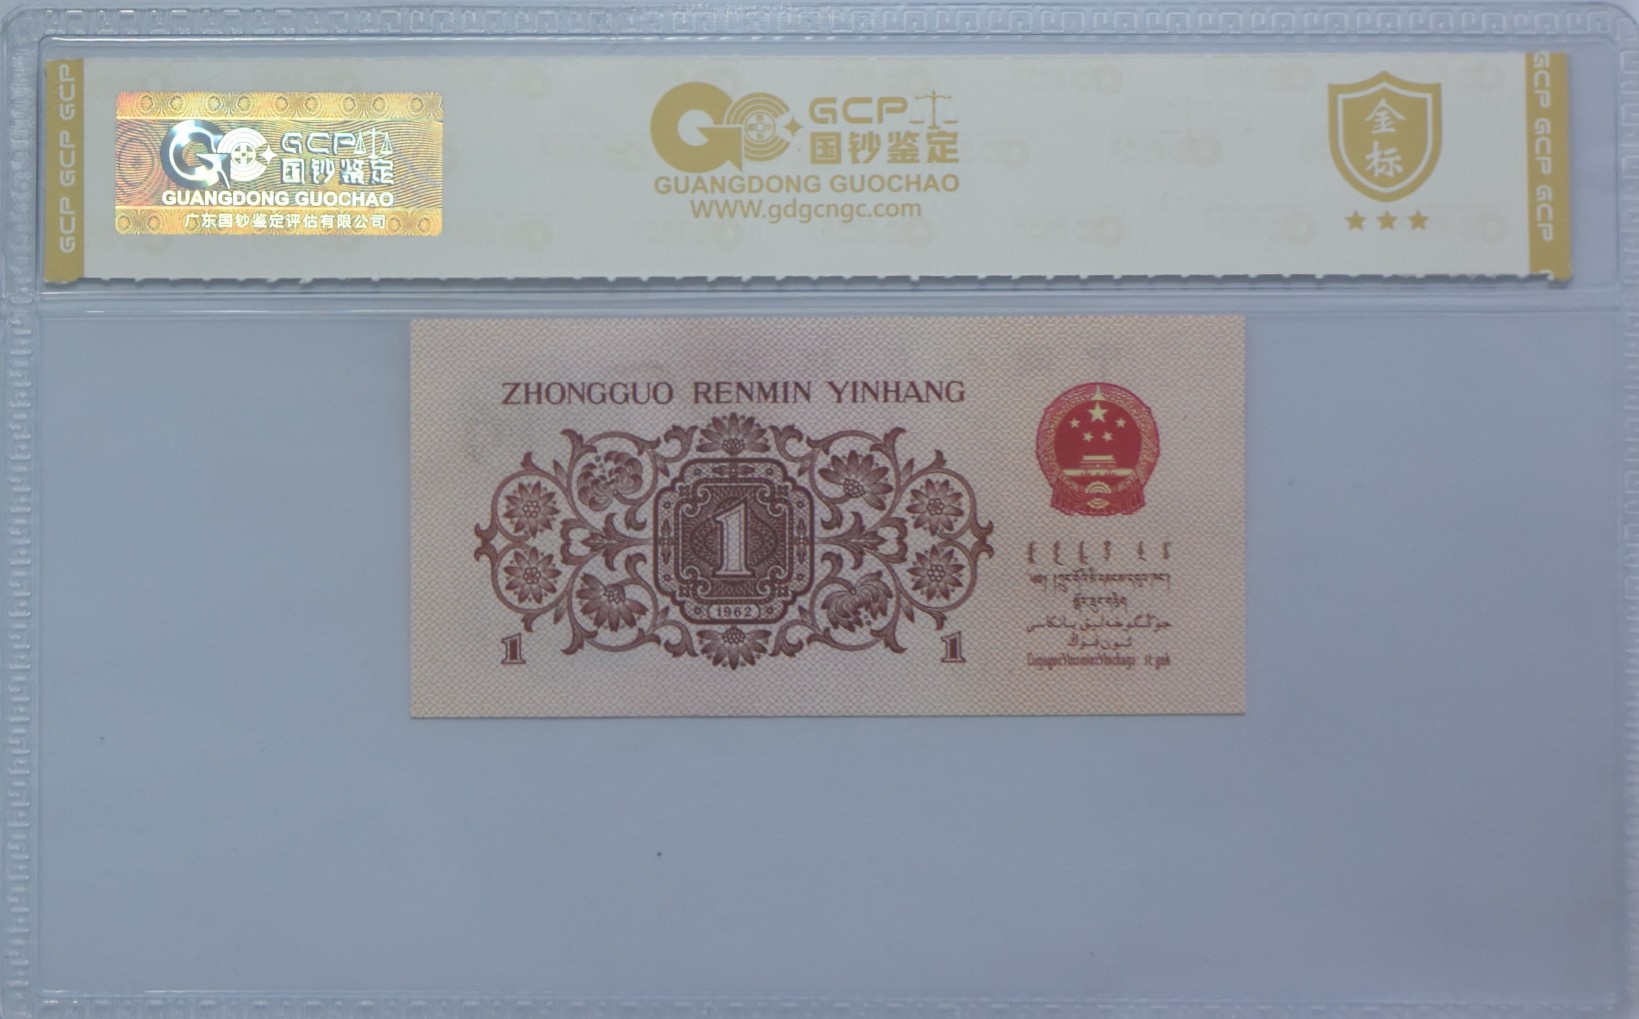 GCP GCP GCP
GCP
国钞鉴定
GUANGDONG GUOCHAO
广东国钞鉴定评估有限公司
GCP
国钞鉴定
GUANGDONG GUOCHAO
WWW.gdgcngc.com
金标
GCP GCP GCP
ZHONGGUO RENMIN YINHANG
1
(1962)
1
1